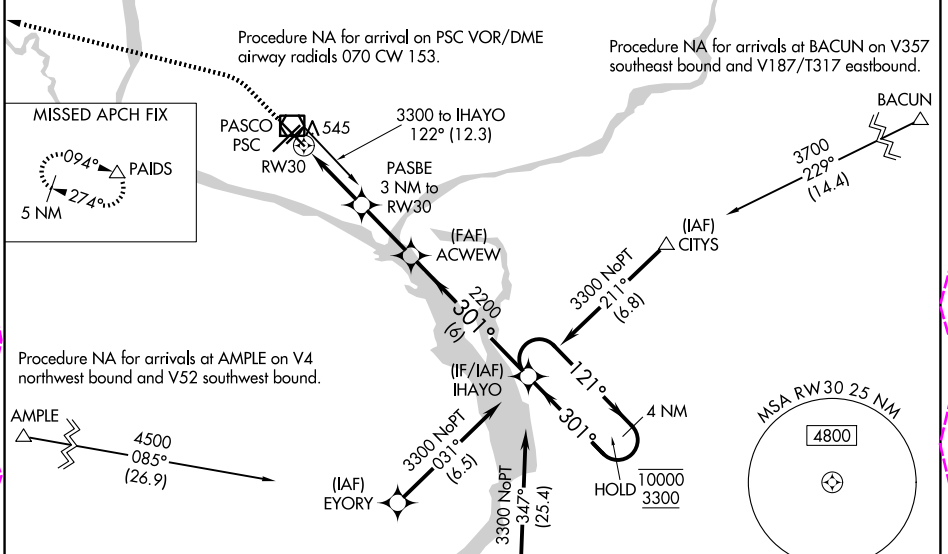 Procedure NA for arrival on PSC VOR/DME
airway radials 070 CW 153.
Procedure NA for arrivals at BACUN on V357
southeast bound and V187/T317 eastbound.
MISSED APCH FIX
094°
PAIDS
274°
5 NM
PASCO
PSC
545
RW30
3300 to IHAYO
122° (12.3)
PASBE
3 NM to
RW30
BACUN
3700
229°
(14.4)
(IAF)
CITYS
(FAF)
ACWEW
3300 NoPT
211°
(6.8)
2200
301°
(6)
Procedure NA for arrivals at AMPLE on V4
northwest bound and V52 southwest bound.
(IF/IAF)
IHAYO
121°
301°
4 NM
HOLD
10000
3300
AMPLE
4500
085°
(26.9)
3300 NoPT
031°
(6.5)
(IAF)
EYORY
3300 NoPT
347°
(25.4)
MSA RW30 25 NM
4800